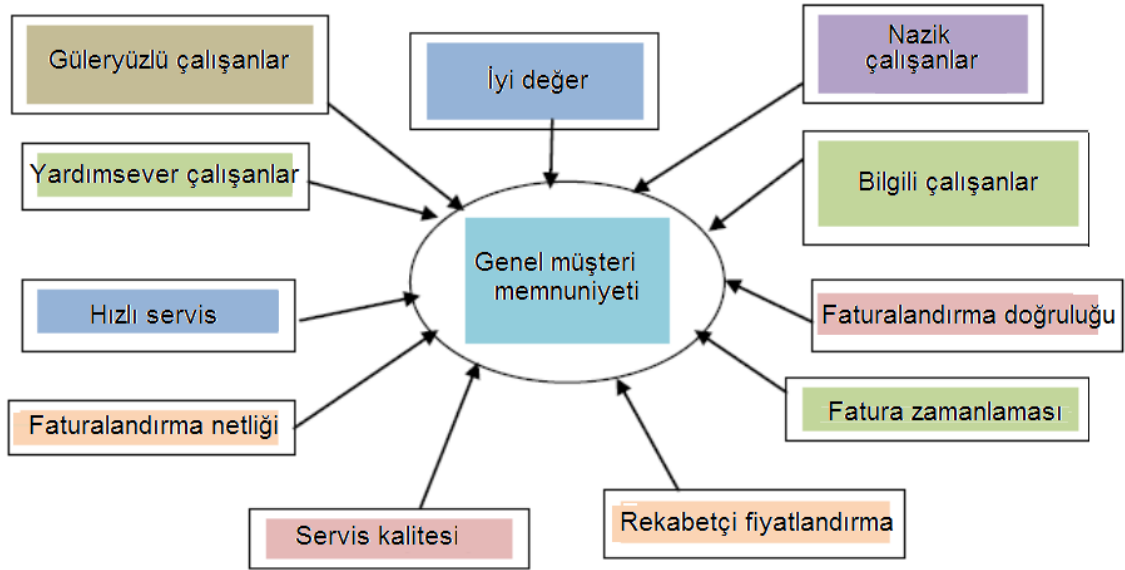 Güleryüzlü çalışanlar
İyi değer
Nazik
çalışanlar
Yardımsever çalışanlar
Bilgili çalışanlar
Genel müşteri
memnuniyeti
Hızlı servis
Faturalandırma doğruluğu
Faturalandırma netliği
Fatura zamanlaması
Servis kalitesi
Rekabetçi fiyatlandırma